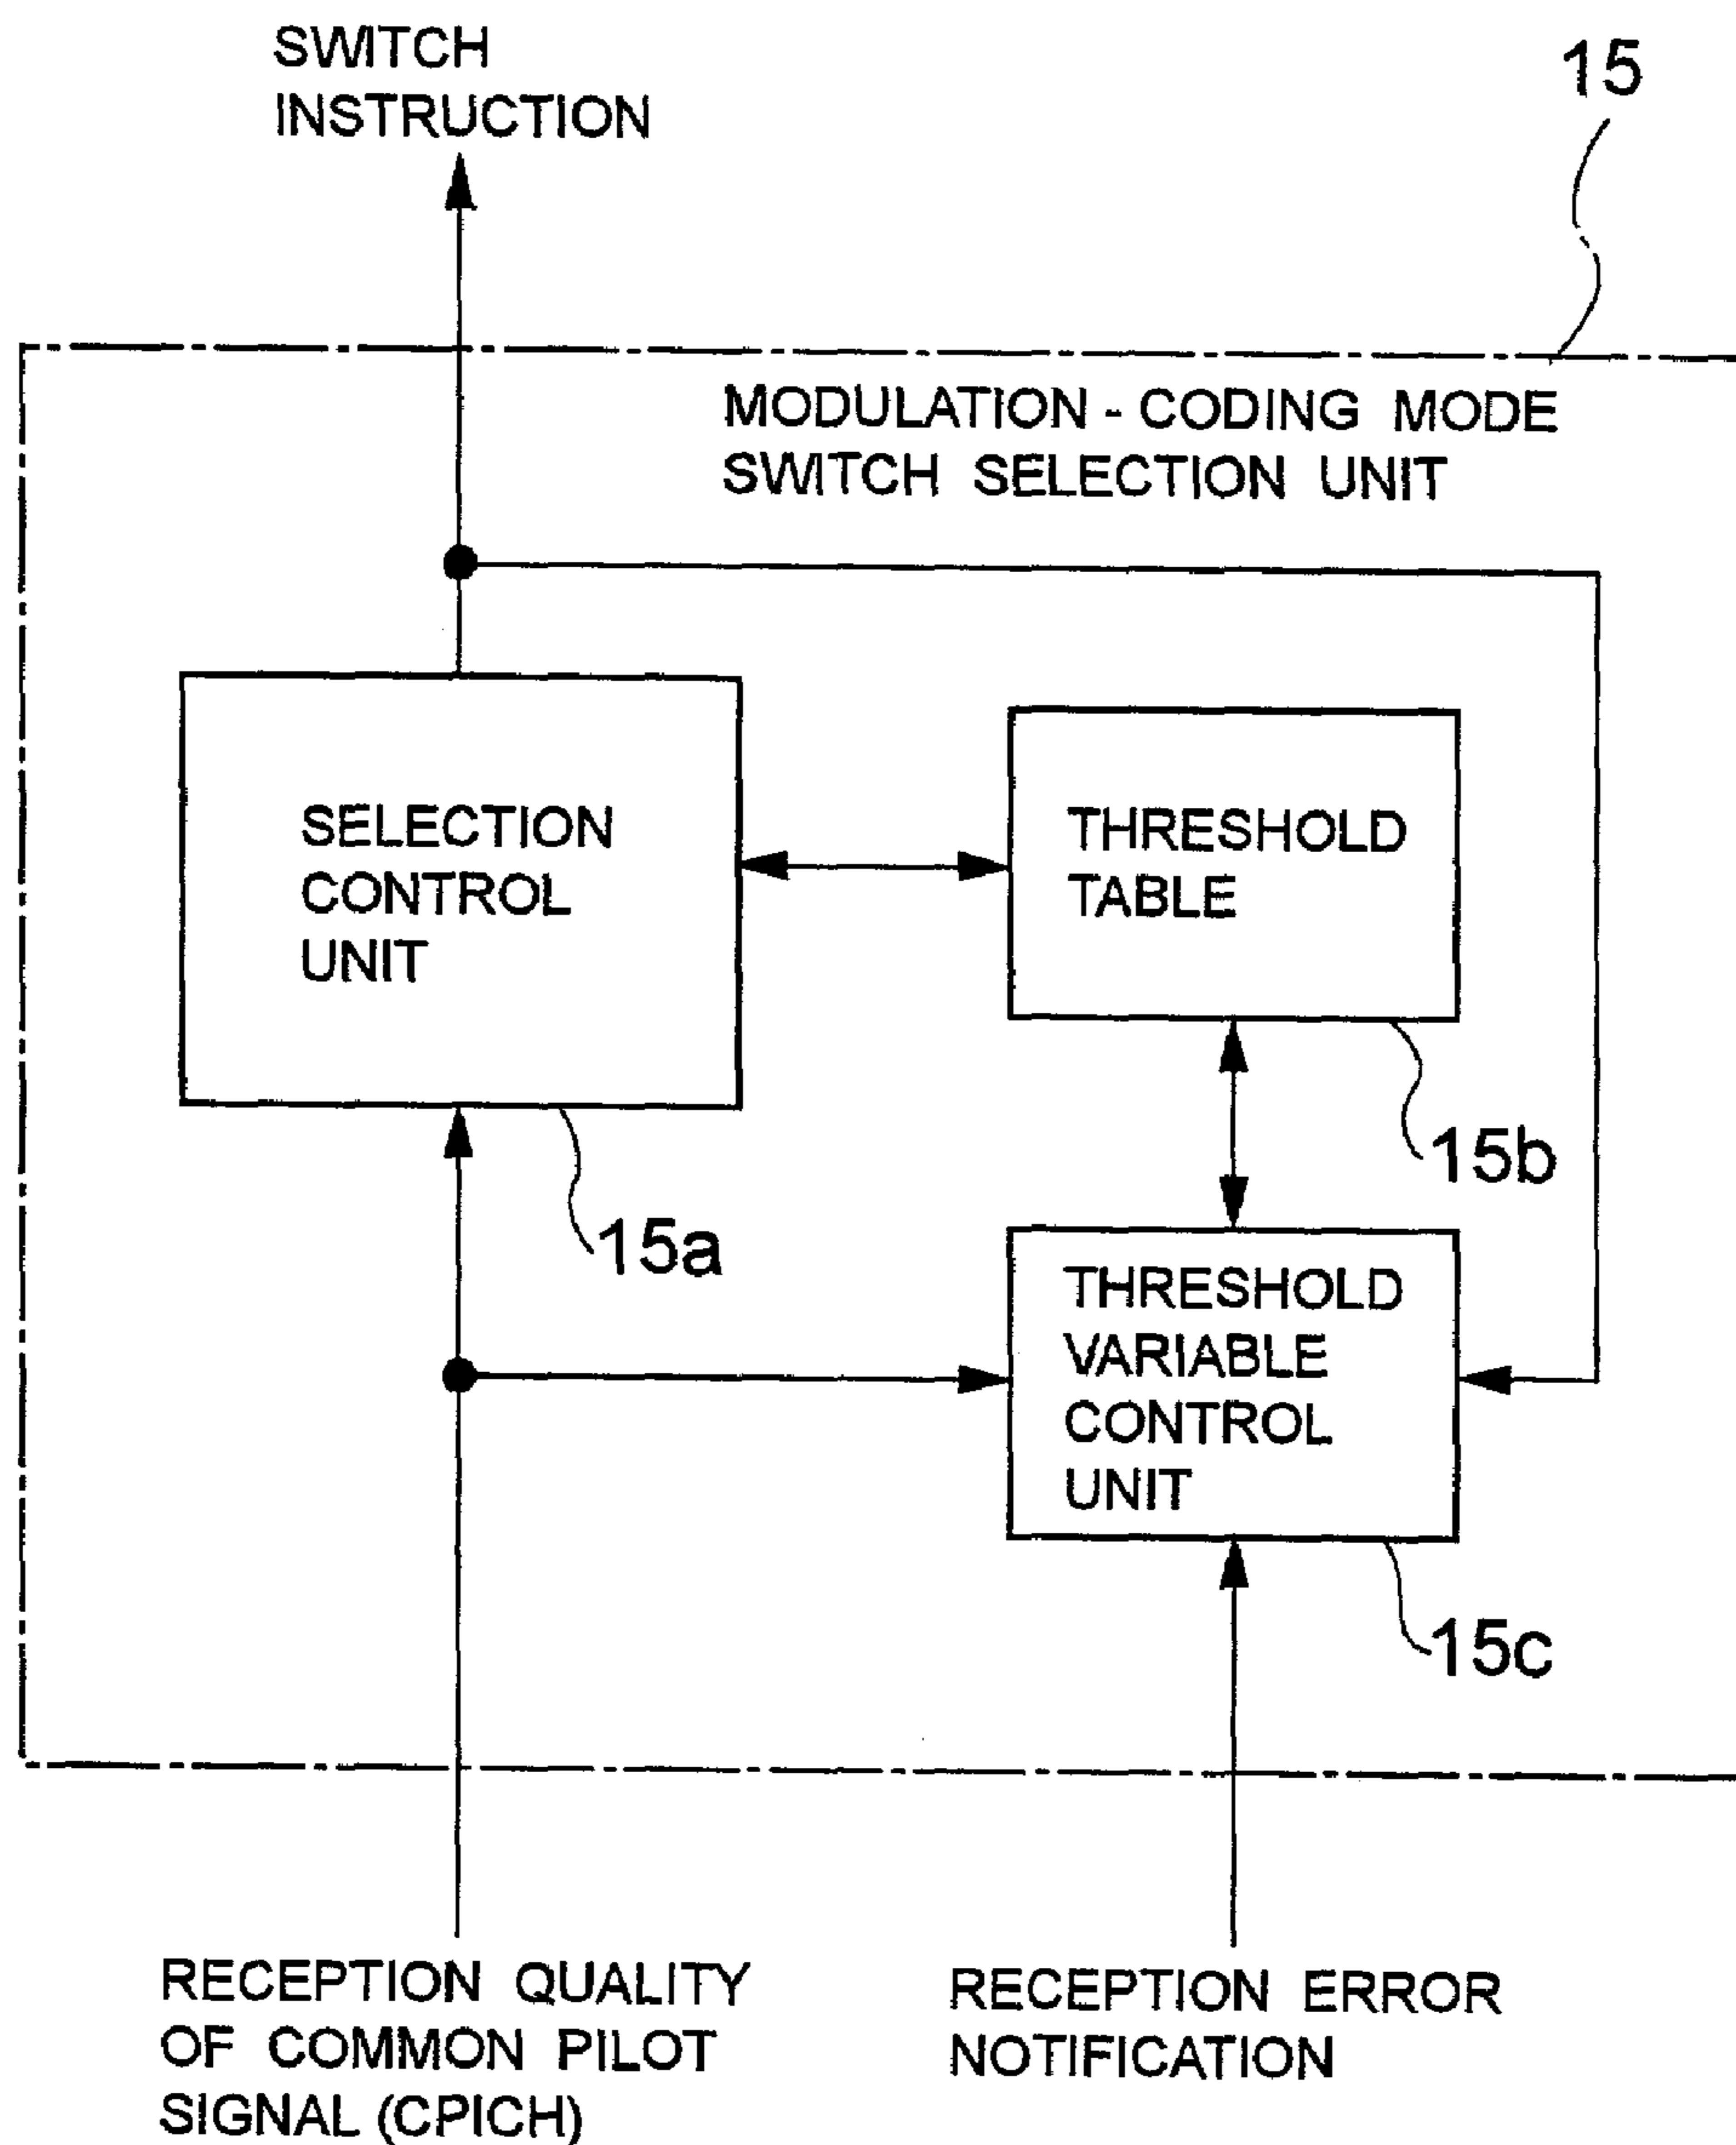 SWITCH
INSTRUCTION
15
MODULATION - CODING MODE
SWITCH SELECTION UNIT
SELECTION
CONTROL
UNIT
THRESHOLD
TABLE
15b
15a
THRESHOLD
VARIABLE
CONTROL
UNIT
15c
RECEPTION QUALITY
OF COMMON PILOT
SIGNAL (CPICH)
RECEPTION ERROR
NOTIFICATION